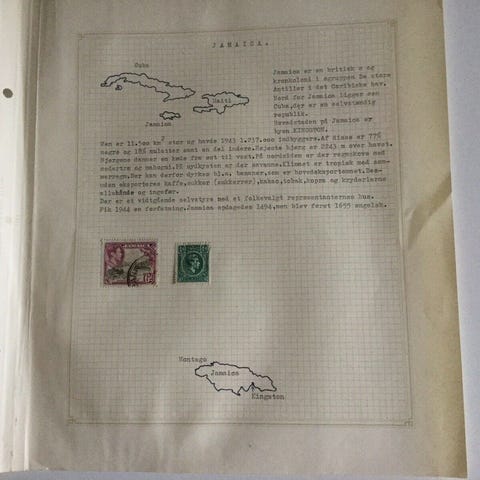 JAMAICA.
Cuba
Haiti
Jamaica
Jamaica er en britisk ø og
kronkoloni i øgruppen De store
Antiller i det Caribiske hav.
Nord for Jamaica ligger øen
Cuba, der er en selvstændig
republik.
Hovedstaden på Jamaica er
byen KINGSTON.
Øen er 11.500 km2 stor og havde 1943 1.237.000 indbyggere. Af disse er 77%
negre og 18% mulatter samt en del indere. Højeste bjerg er 2243 m over havet.
Bjergene danner en kæde fra øst til vest. På nordsiden er der regnskove med
cedertræ og mahogni. På sydkysten er der savanne. Klimaet er tropisk med som-
merregn. Her kan derfor dyrkes bl.a. bananer, som er hovedeksporten. Des-
uden eksporteres kaffe, sukker (sukkerrør), kakao, tobak, kopra og krydderierne
allehånde og ingefær.
Der er et vidtgående selvstyre med et folkevalgt repræsentanternes hus.
Fik 1944 en forfatning. Jamaica opdagedes 1494, men blev først 1655 engelsk.
JAMAICA
Montego
Jamaica
Kingston